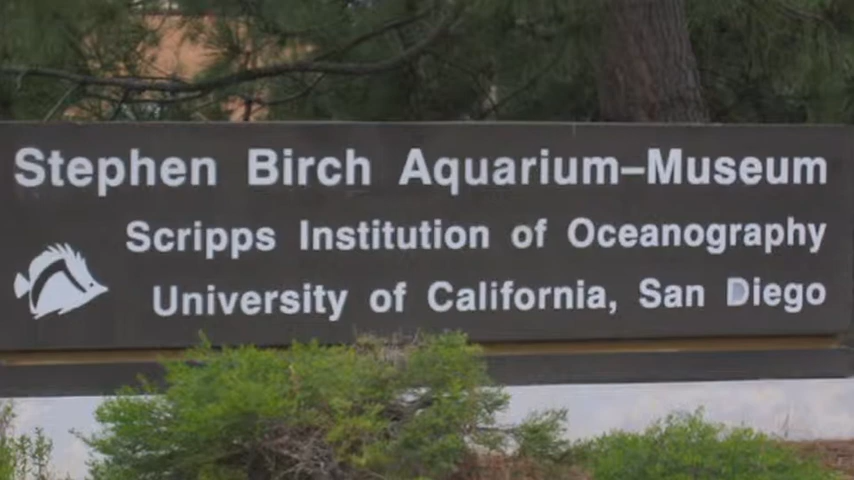 Stephen Birch Aquarium–Museum
Scripps Institution of Oceanography
University of California, San Diego